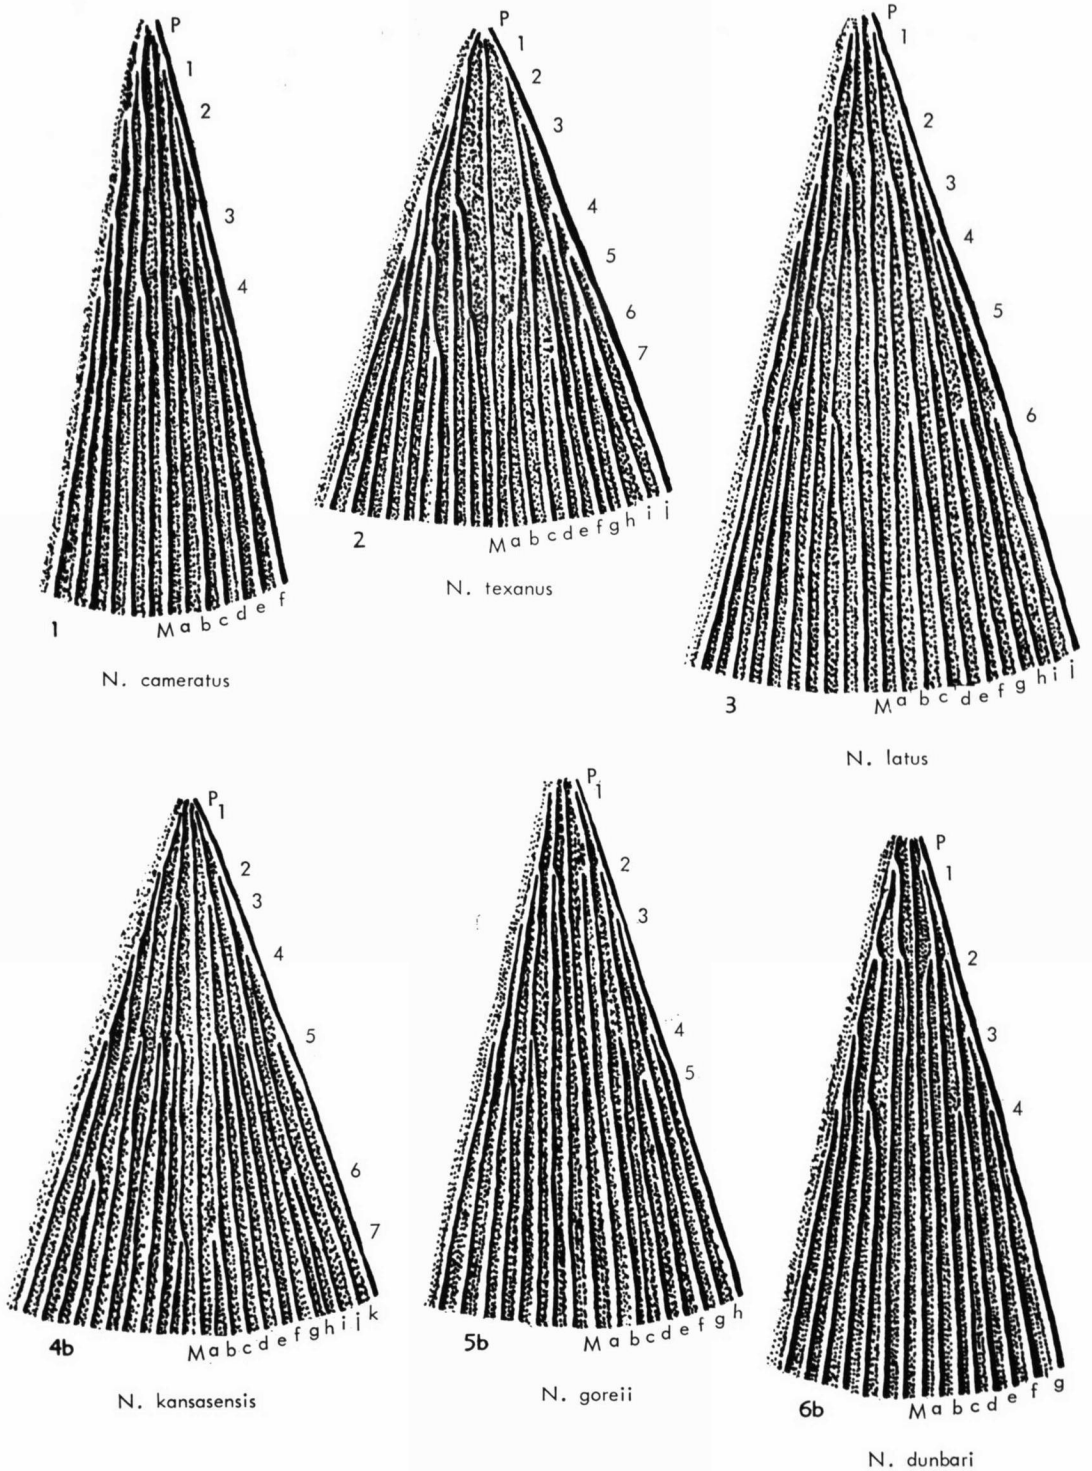 P
1
2
3
4
M a b c d e f
1
N. cameratus
P
1
2
3
4
5
6
7
M a b c d e f g h i j
2
N. texanus
P
1
2
3
4
5
6
M a b c d e f g h i j
3
N. latus
P
1
2
3
4
5
6
7
M a b c d e f g h i j k
4b
N. kansasensis
P
1
2
3
4
5
M a b c d e f g h
5b
N. goreii
P
1
2
3
4
M a b c d e f g
6b
N. dunbari